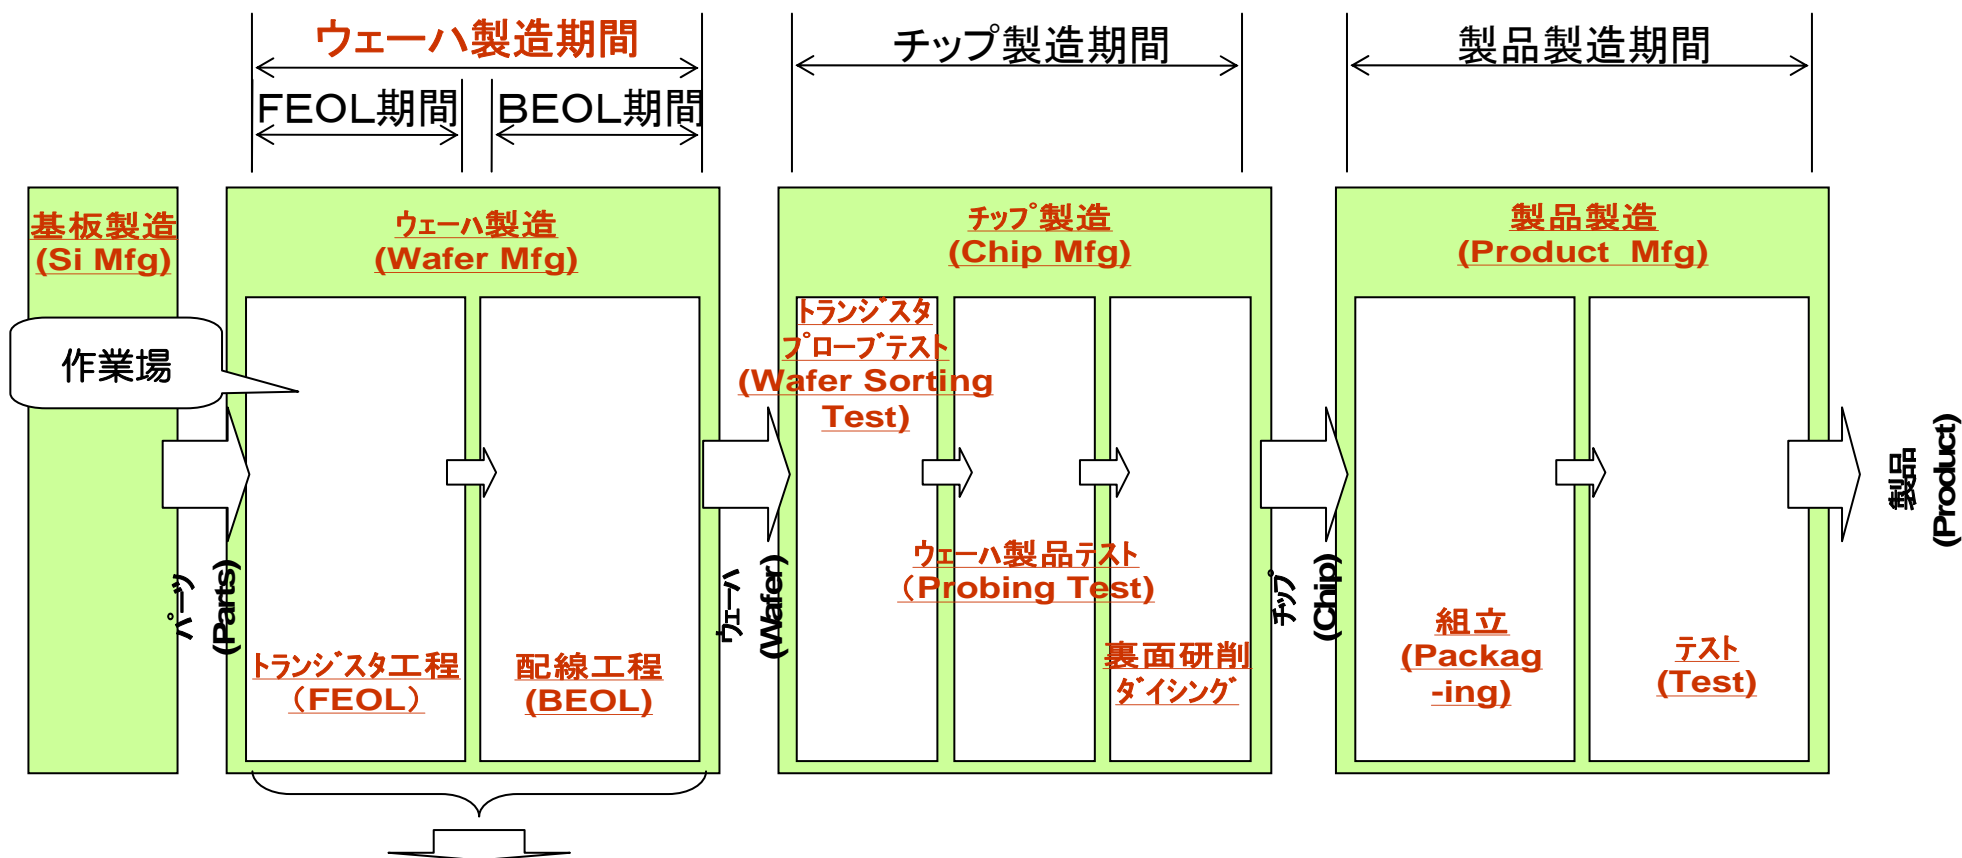 ウェーハ製造期間
チップ製造期間
製品製造期間
FEOL期間
BEOL期間
基板製造
(Si Mfg)
ウェーハ製造
(Wafer Mfg)
チップ製造
(Chip Mfg)
製品製造
(Product Mfg)
作業場
トランジスタ
プローブテスト
(Wafer Sorting
Test)
ウェーハ製品テスト
(Probing Test)
裏面研削
ダイシング
トランジスタ工程
(FEOL)
配線工程
(BEOL)
組立
(Packag
-ing)
テスト
(Test)
パーツ
(Parts)
ウェーハ
(Wafer)
チップ
(Chip)
製品
(Product)